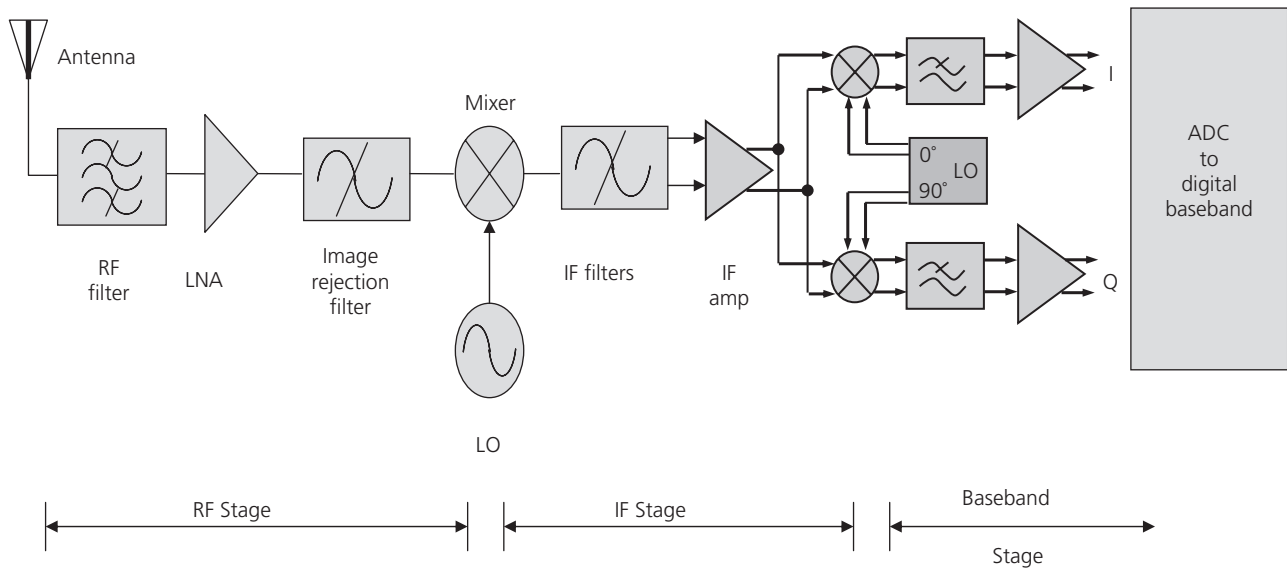 Antenna
RF
filter
LNA
Image
rejection
filter
Mixer
LO
IF filters
IF
amp
0°
90°
LO
I
Q
ADC
to
digital
baseband
RF Stage
IF Stage
Baseband
Stage